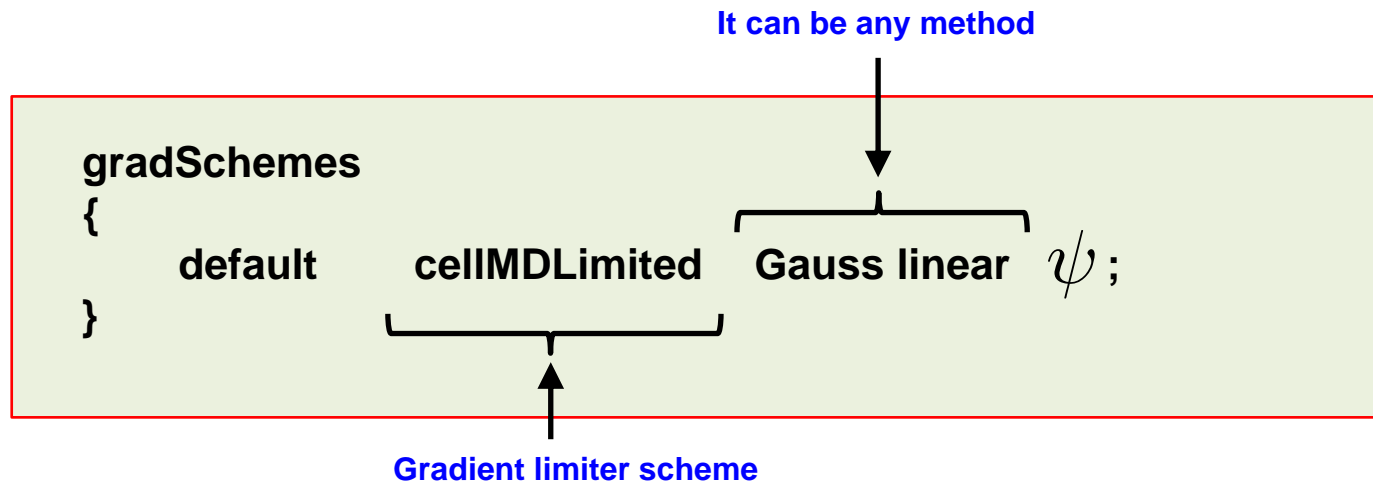 It can be any method
gradSchemes
{
default cellMDLimited Gauss linear ψ ;
}
Gradient limiter scheme